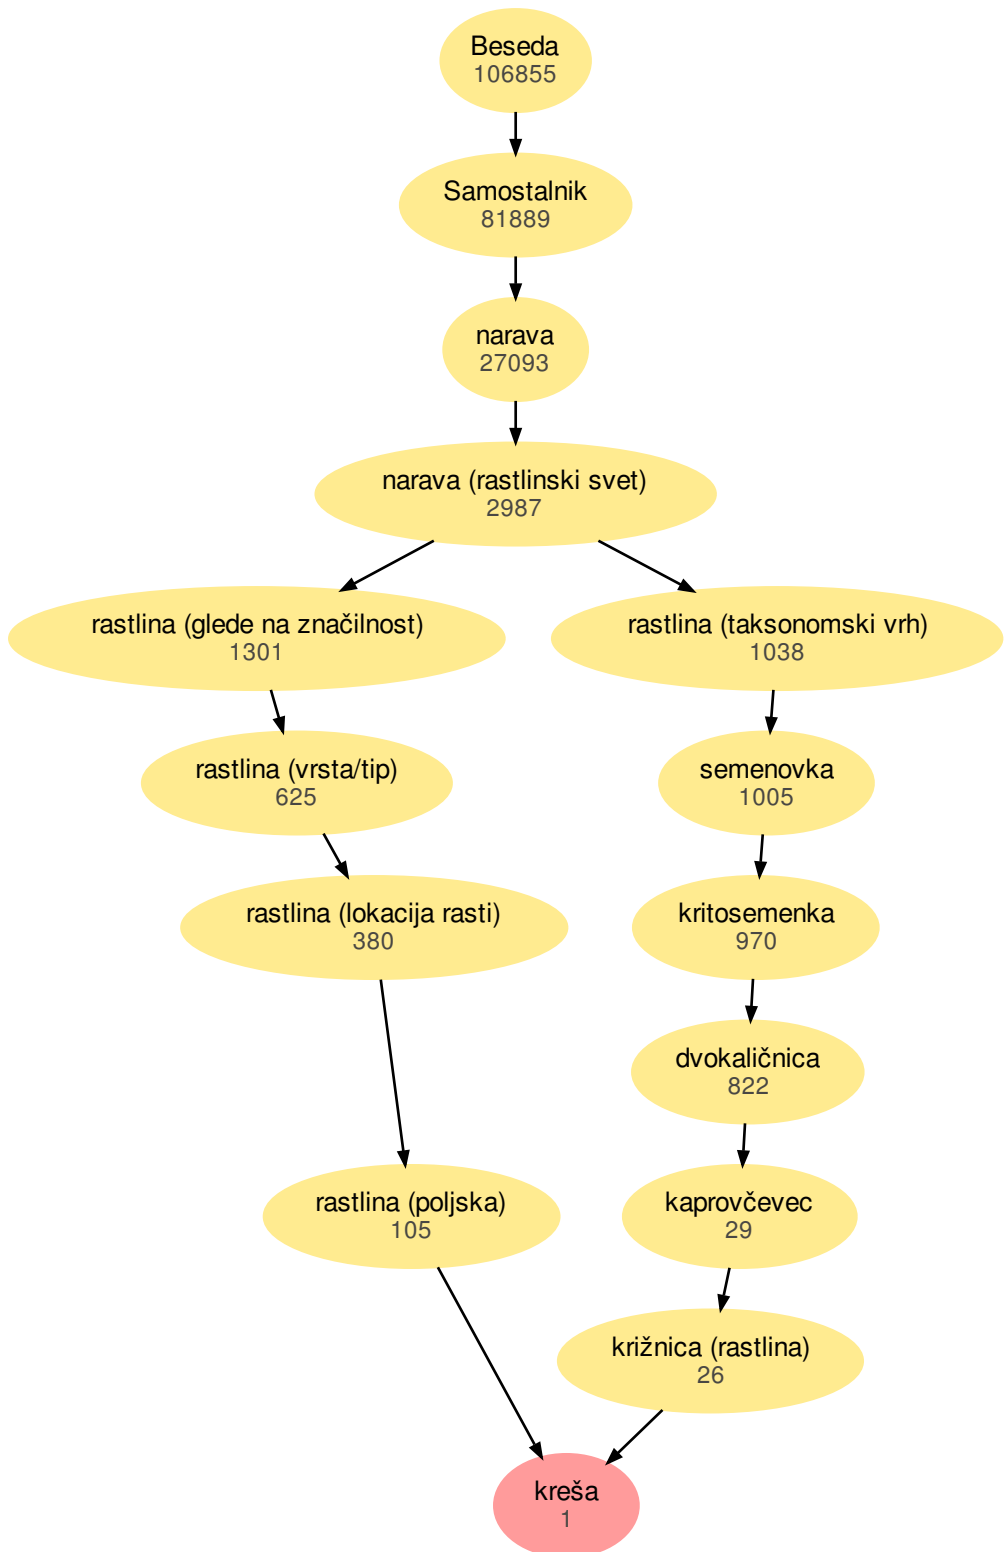 Beseda
106855
Samostalnik
81889
narava
27093
narava (rastlinski svet)
2987
rastlina (glede na značilnost)
1301
rastlina (taksonomski vrh)
1038
rastlina (vrsta/tip)
625
semenovka
1005
rastlina (lokacija rasti)
380
kritosemenka
970
dvokaličnica
822
rastlina (poljska)
105
kaprovčevec
29
križnica (rastlina)
26
kreša
1